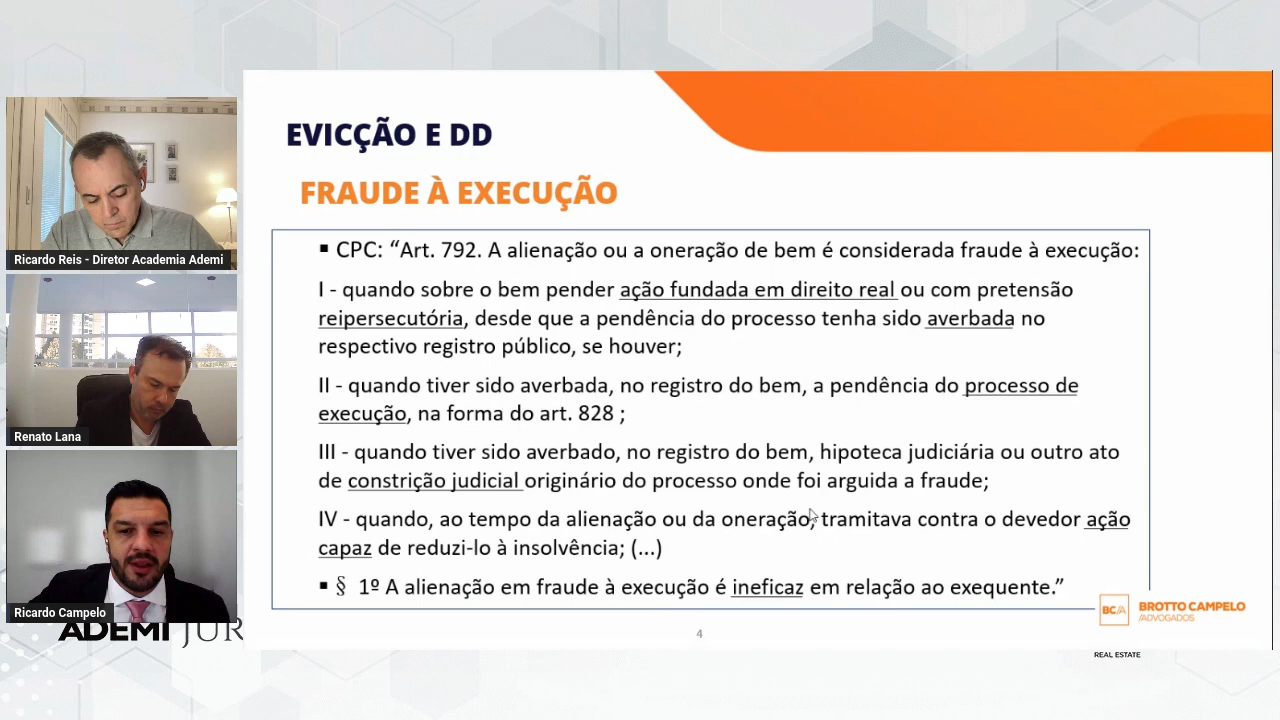 EVICÇÃO E DD
FRAUDE À EXECUÇÃO
▪ CPC: “Art. 792. A alienação ou a oneração de bem é considerada fraude à execução:
I - quando sobre o bem pender ação fundada em direito real ou com pretensão
reipersecutória, desde que a pendência do processo tenha sido averbada no
respectivo registro público, se houver;
II - quando tiver sido averbada, no registro do bem, a pendência do processo de
execução, na forma do art. 828 ;
III - quando tiver sido averbado, no registro do bem, hipoteca judiciária ou outro ato
de constrição judicial originário do processo onde foi arguida a fraude;
IV - quando, ao tempo da alienação ou da oneração, tramitava contra o devedor ação
capaz de reduzi-lo à insolvência; (...)
▪ § 1º A alienação em fraude à execução é ineficaz em relação ao exequente.”
4
BC/A
BROTTO CAMPELO
/ADVOGADOS
REAL ESTATE
Ricardo Reis - Diretor Academia Ademi
Renato Lana
Ricardo Campelo
ADEMI JUR